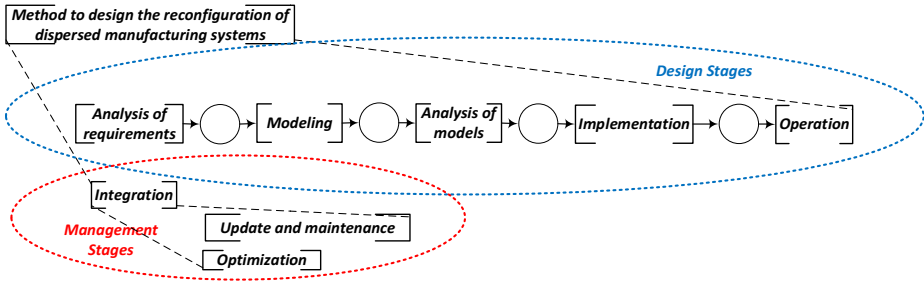 Method to design the reconfiguration of
dispersed manufacturing systems
Design Stages
Analysis of
requirements
Modeling
Analysis of
models
Implementation
Operation
Integration
Management
Stages
Update and maintenance
Optimization